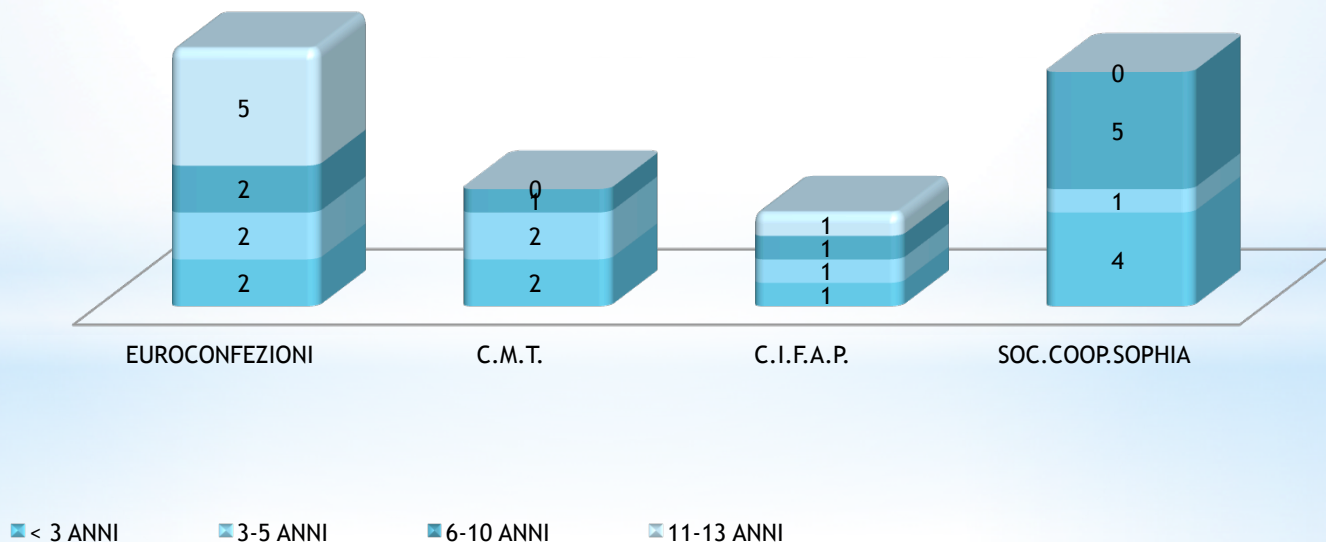 5
2
2
2
0
1
2
2
1
1
1
1
0
5
1
4
EUROCONFEZIONI
C.M.T.
C.I.F.A.P.
SOC.COOP.SOPHIA
< 3 ANNI
3-5 ANNI
6-10 ANNI
11-13 ANNI